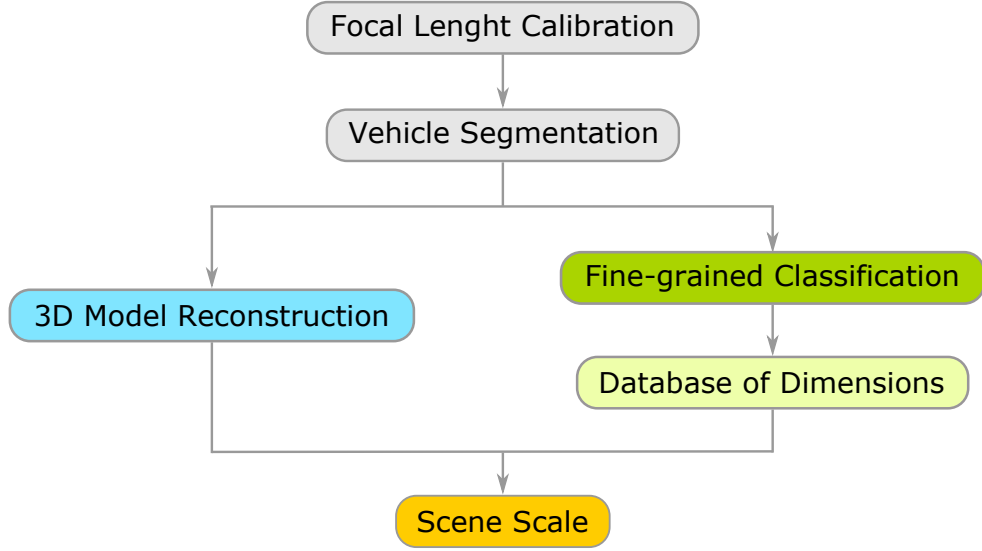 Focal Lenght Calibration
Vehicle Segmentation
Fine-grained Classification
3D Model Reconstruction
Database of Dimensions
Scene Scale